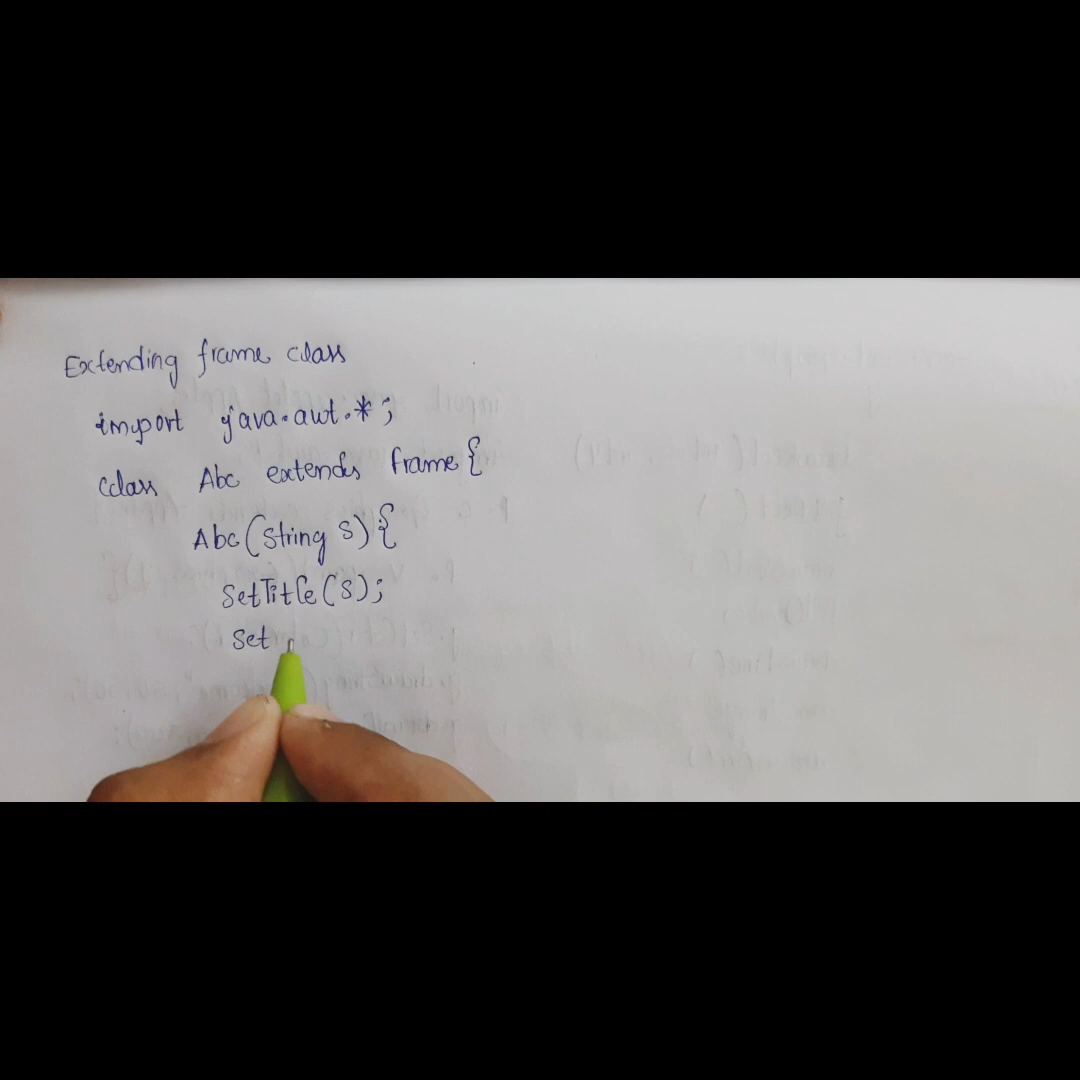 Extending frame class
import java.awt.*;
class Abc extends frame{
Abc(String s){
SetTitle(s);
Set